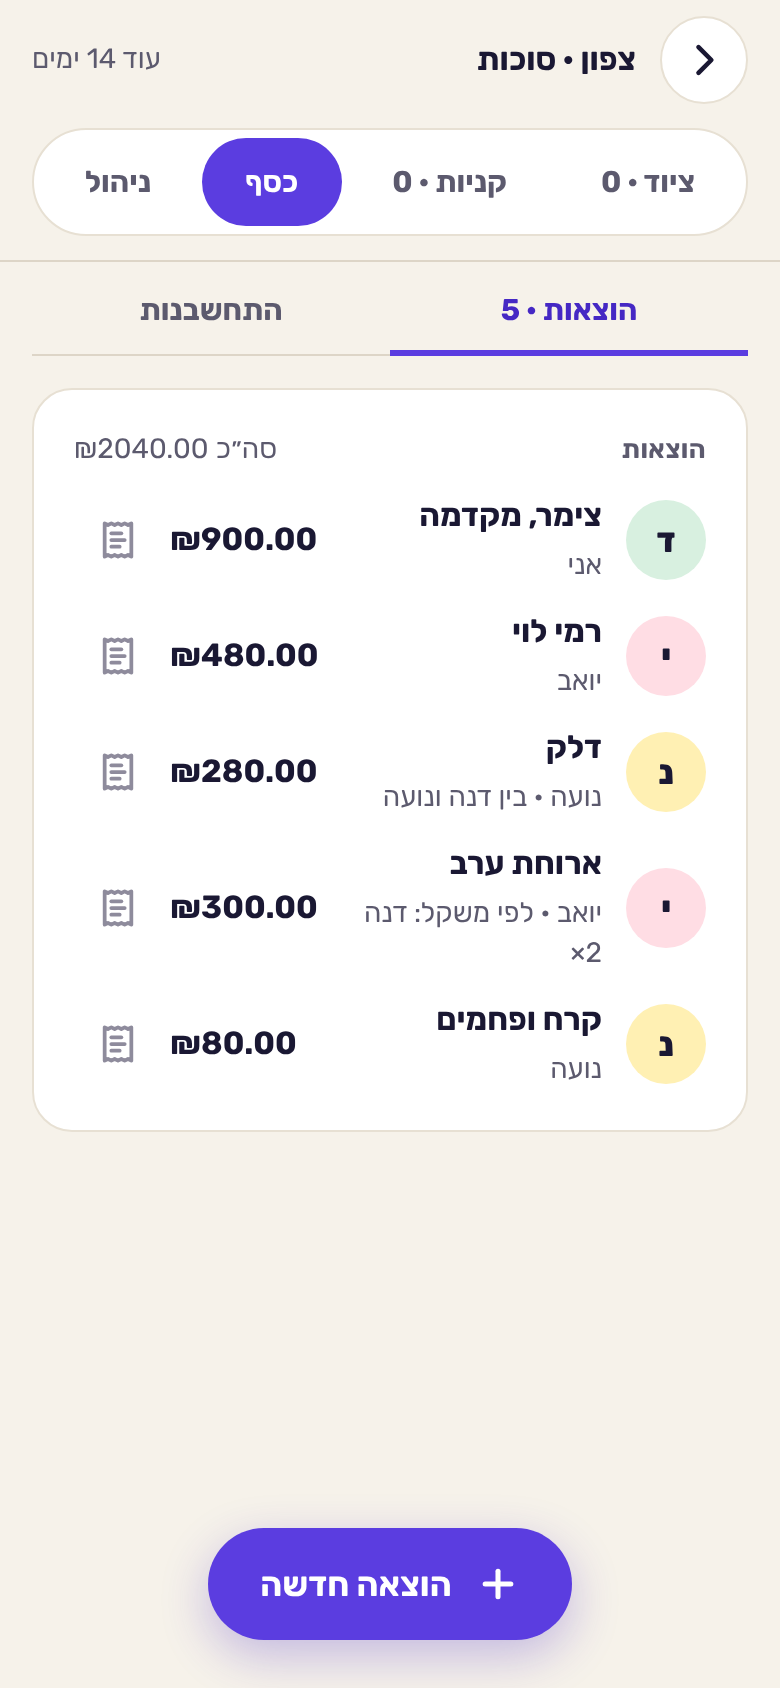 צפון • סוכות
עוד 14 ימים
ציוד • 0
קניות • 0
כסף
ניהול
הוצאות • 5
התחשבנות
הוצאות
סה״כ 2040.00₪
ד
צימר, מקדמה
אני
900.00₪
י
רמי לוי
יואב
480.00₪
נ
דלק
נועה • בין דנה ונועה
280.00₪
י
ארוחת ערב
יואב • לפי משקל: דנה
×2
300.00₪
נ
קרח ופחמים
נועה
80.00₪
+ הוצאה חדשה